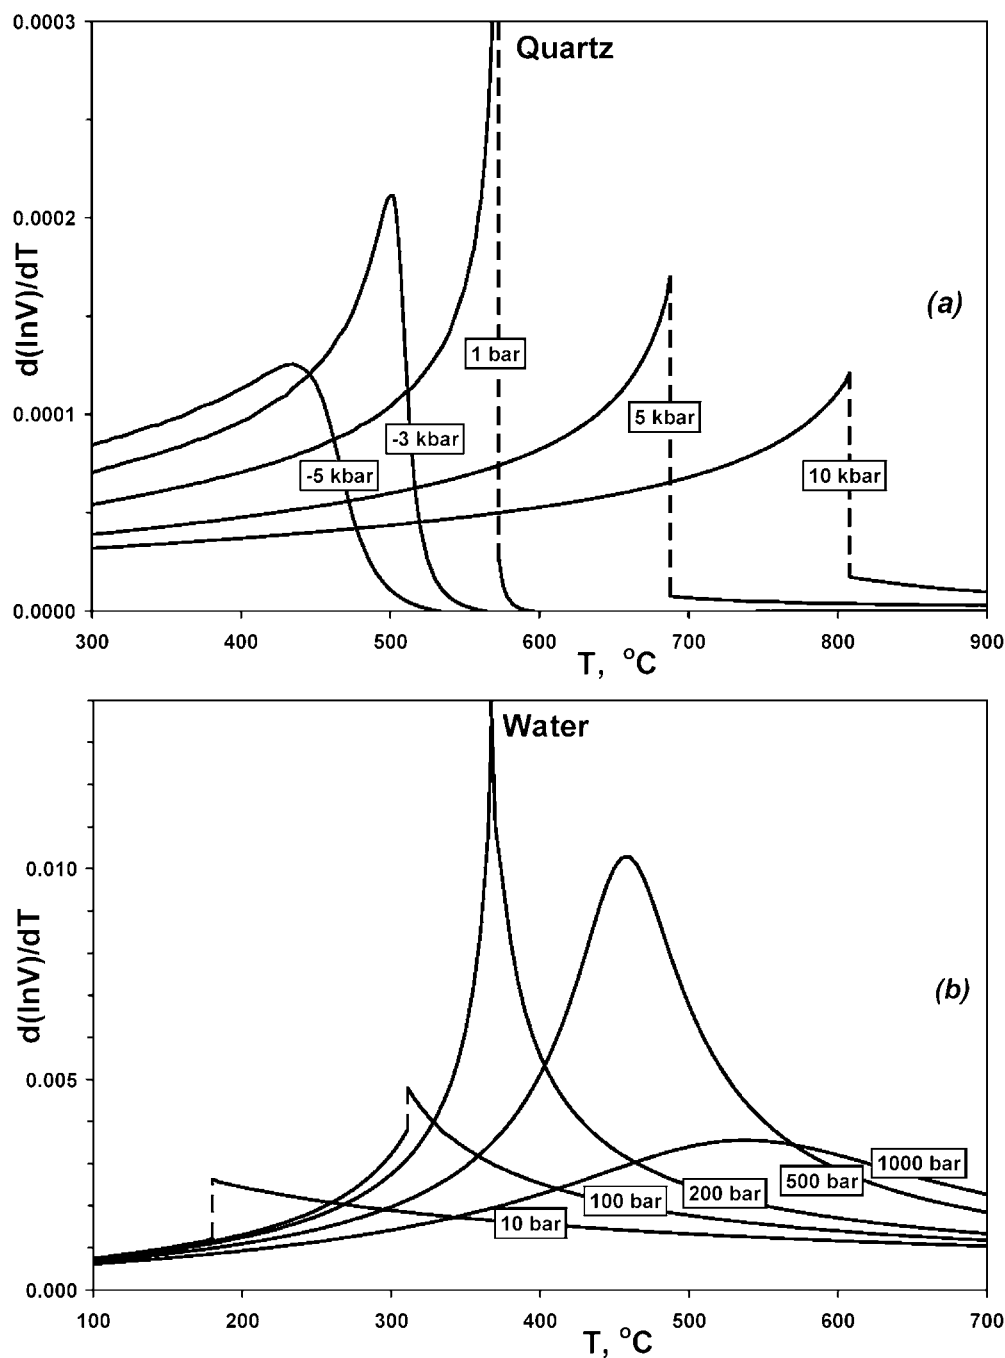 0.0003
Quartz
0.0002
d(lnV)/dT
(a)
1 bar
0.0001
-3 kbar
5 kbar
-5 kbar
10 kbar
0.0000
300 400 500 600 700 800 900
T, °C
Water
0.010
d(lnV)/dT
(b)
0.005
1000 bar
500 bar
200 bar
100 bar
10 bar
0.000
100 200 300 400 500 600 700
T, °C